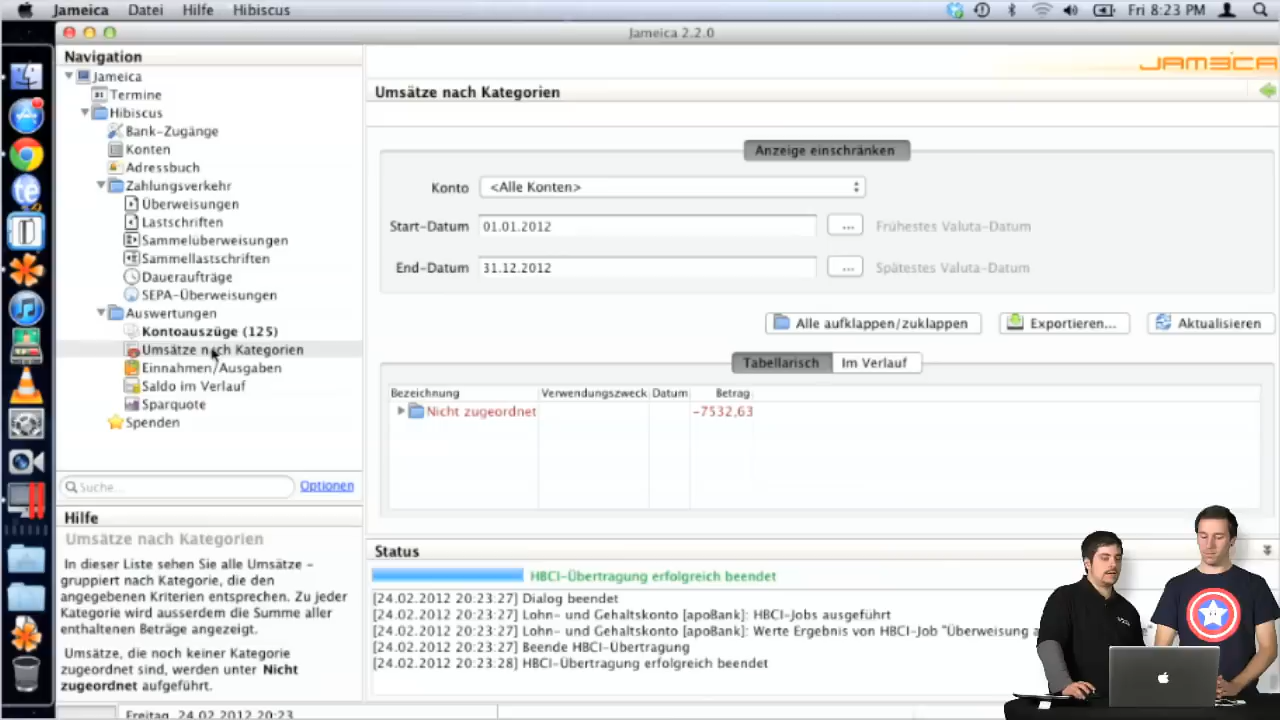 Jameica Datei Hilfe Hibiscus
Fri 8:23 PM
Jameica 2.2.0
Navigation
Jameica
Termine
Hibiscus
Bank-Zugänge
Konten
Adressbuch
Zahlungsverkehr
Überweisungen
Lastschriften
Sammelüberweisungen
Sammellastschriften
Daueraufträge
SEPA-Überweisungen
Auswertungen
Kontoauszüge (125)
Umsätze nach Kategorien
Einnahmen/Ausgaben
Saldo im Verlauf
Sparquote
Spenden
Suche...
Optionen
Hilfe
Umsätze nach Kategorien
In dieser Liste sehen Sie alle Umsätze -
gruppiert nach Kategorie, die den
angegebenen Kriterien entsprechen. Zu jeder
Kategorie wird ausserdem die Summe aller
enthaltenen Beträge angezeigt.
Umsätze, die noch keiner Kategorie
zugeordnet sind, werden unter Nicht
zugeordnet aufgeführt.
JAMEICA
Umsätze nach Kategorien
Anzeige einschränken
Konto <Alle Konten>
Start-Datum 01.01.2012 ... Frühestes Valuta-Datum
End-Datum 31.12.2012 ... Spätestes Valuta-Datum
Alle aufklappen/zuklappen Exportieren... Aktualisieren
Tabellarisch Im Verlauf
Bezeichnung Verwendungszweck Datum Betrag
Nicht zugeordnet -7532,63
Status
HBCI-Übertragung erfolgreich beendet
[24.02.2012 20:23:27] Dialog beendet
[24.02.2012 20:23:27] Lohn- und Gehaltskonto [apoBank]: HBCI-Jobs ausgeführt
[24.02.2012 20:23:27] Lohn- und Gehaltskonto [apoBank]: Werte Ergebnis von HBCI-Job "Überweisung a
[24.02.2012 20:23:27] Beende HBCI-Übertragung
[24.02.2012 20:23:28] HBCI-Übertragung erfolgreich beendet
Freitag, 24.02.2012 20:23